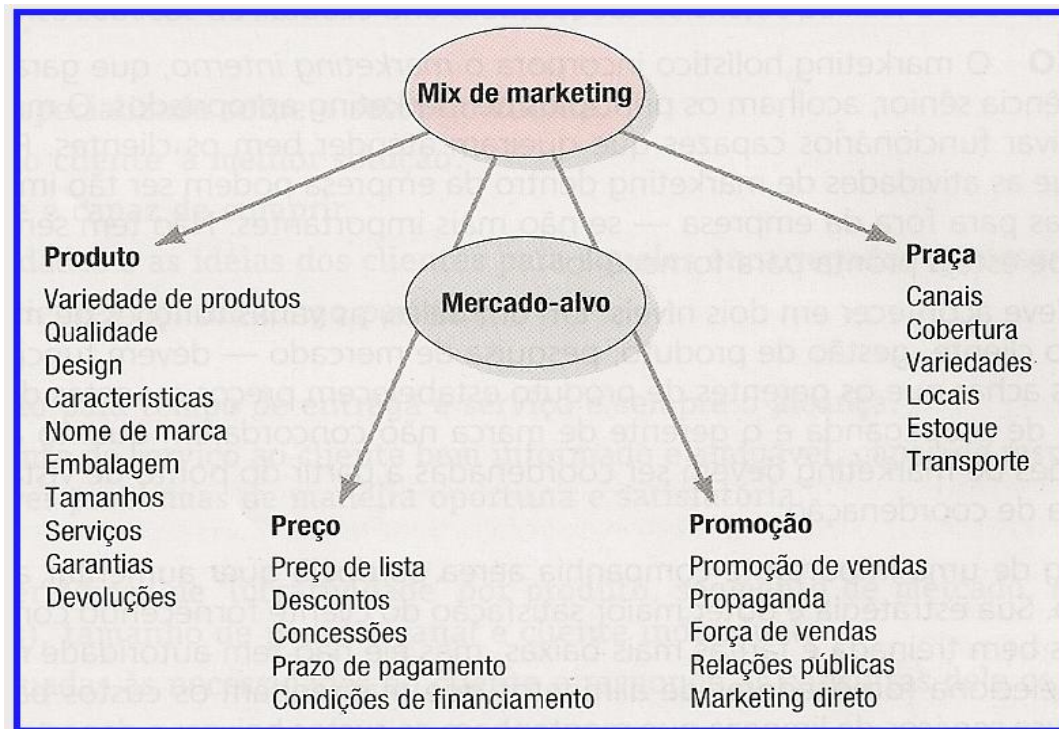 Mix de marketing
Mercado-alvo
Produto
Variedade de produtos
Qualidade
Design
Características
Nome de marca
Embalagem
Tamanhos
Serviços
Garantias
Devoluções
Preço
Preço de lista
Descontos
Concessões
Prazo de pagamento
Condições de financiamento
Promoção
Promoção de vendas
Propaganda
Força de vendas
Relações públicas
Marketing direto
Praça
Canais
Cobertura
Variedades
Locais
Estoque
Transporte